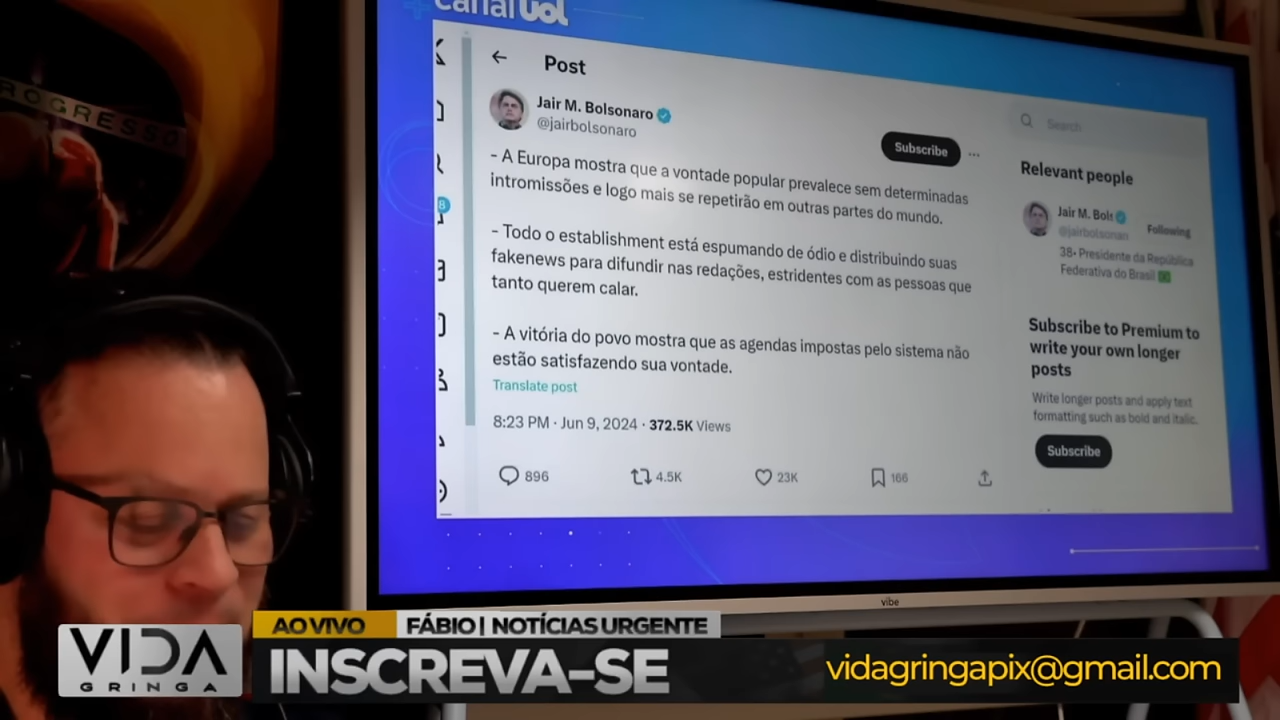 canal UOL
ROGRESSO
Post
Jair M. Bolsonaro
@jairbolsonaro
Subscribe
- A Europa mostra que a vontade popular prevalece sem determinadas
intromissões e logo mais se repetirão em outras partes do mundo.
- Todo o establishment está espumando de ódio e distribuindo suas
fakenews para difundir nas redações, estridentes com as pessoas que
tanto querem calar.
- A vitória do povo mostra que as agendas impostas pelo sistema não
estão satisfazendo sua vontade.
Translate post
8:23 PM · Jun 9, 2024 · 372.5K Views
896 4.5K 23K 166
8
Search
Relevant people
Jair M. Bols
@jairbolsonari
Following
38• Presidente da República
Federativa do Brasil
Subscribe to Premium to
write your own longer
posts
Write longer posts and apply text
formatting such as bold and italic.
Subscribe
vibe
AO VIVO
FÁBIO | NOTÍCIAS URGENTE
VIDA
GRINGA
INSCREVA-SE
vidagringapix@gmail.com